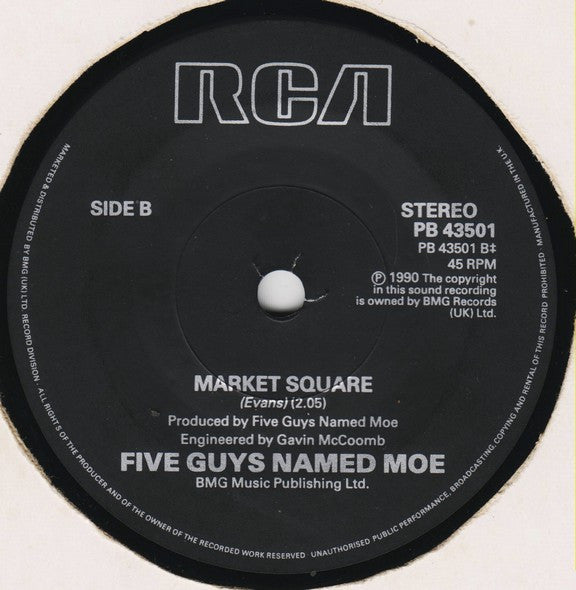 RCA
SIDE B
STEREO
PB 43501
PB 43501 B‡
45 RPM
℗ 1990 The copyright
in this sound recording
is owned by BMG Records
(UK) Ltd.
MARKET SQUARE
(Evans) (2.05)
Produced by Five Guys Named Moe
Engineered by Gavin McCoomb
FIVE GUYS NAMED MOE
BMG Music Publishing Ltd.
MARKETED & DISTRIBUTED BY BMG (UK) LTD. RECORD DIVISION · ALL RIGHTS OF THE PRODUCER AND OF THE OWNER OF THE RECORDED WORK RESERVED · UNAUTHORISED PUBLIC PERFORMANCE, BROADCASTING, COPYING AND RENTAL OF THIS RECORD PROHIBITED · MANUFACTURED IN THE UK